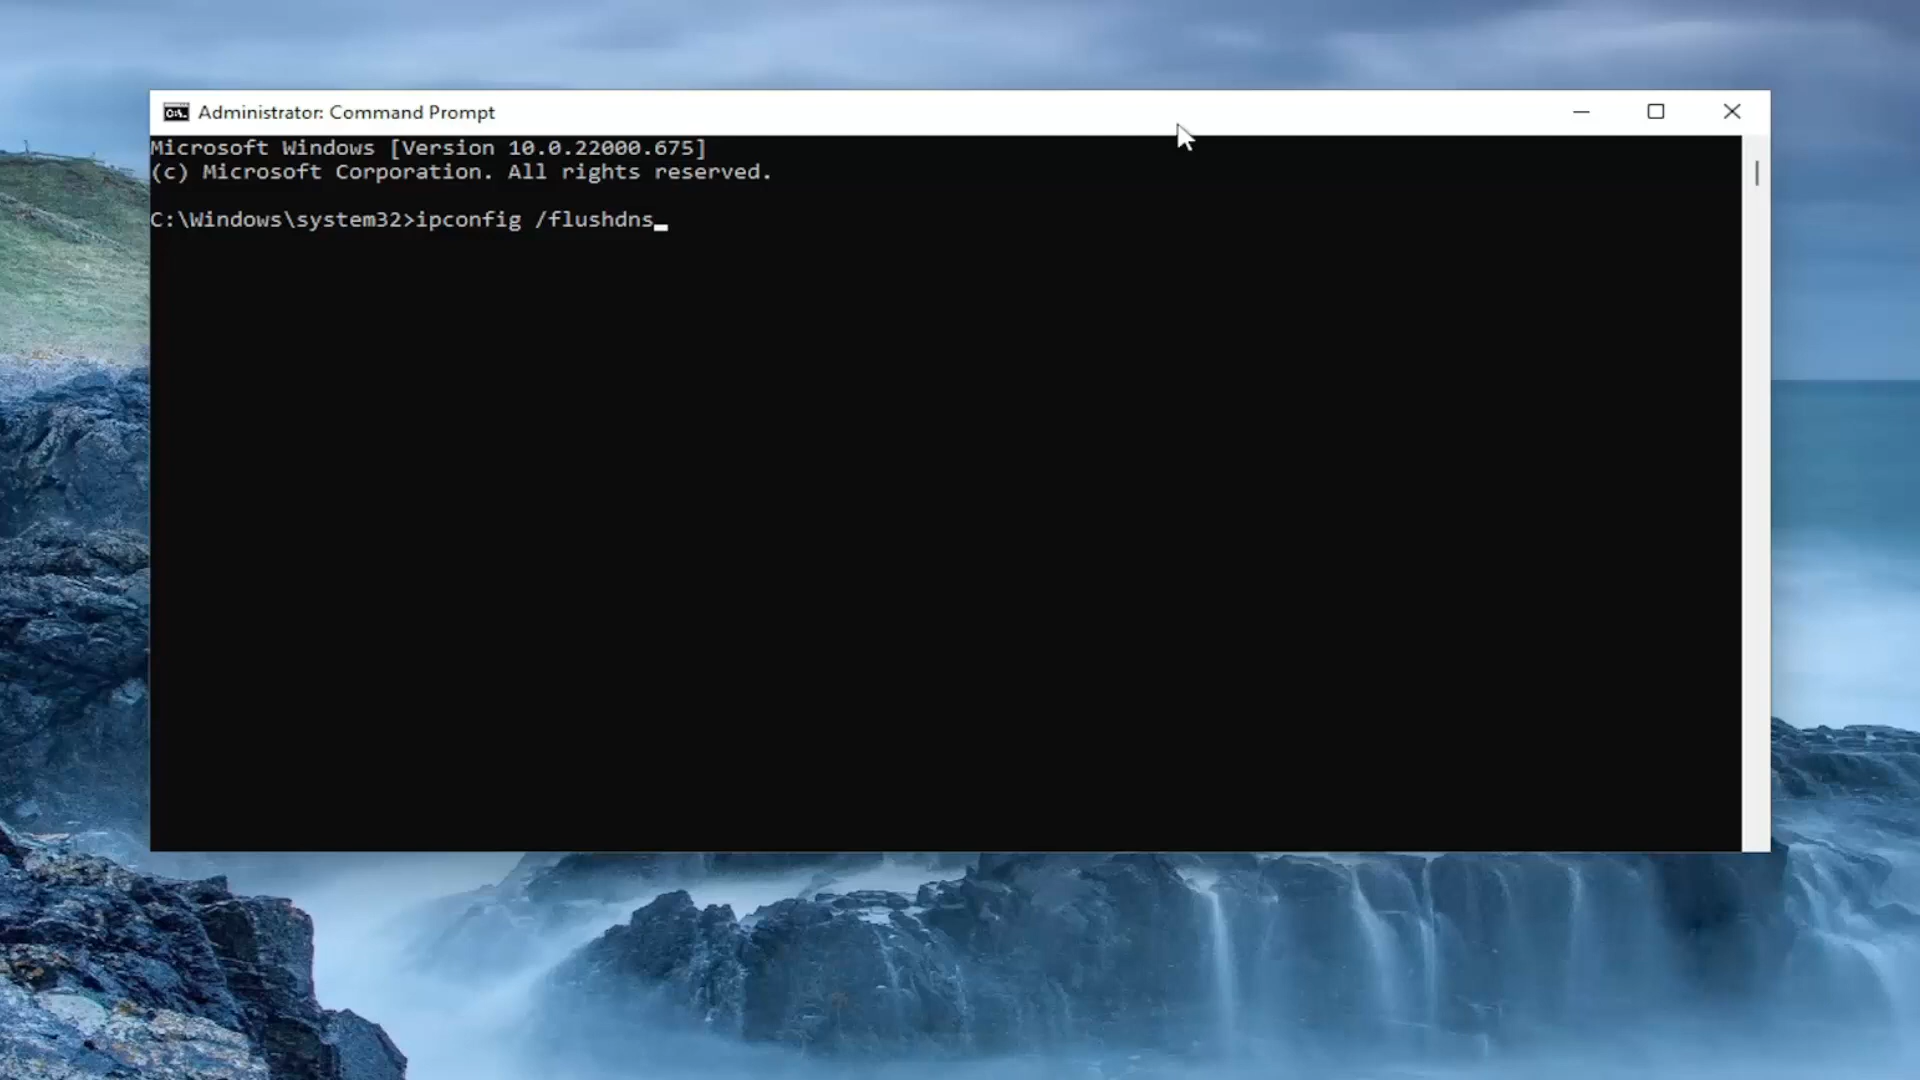 Administrator: Command Prompt
Microsoft Windows [Version 10.0.22000.675]
(c) Microsoft Corporation. All rights reserved.
C:\Windows\system32>ipconfig /flushdns